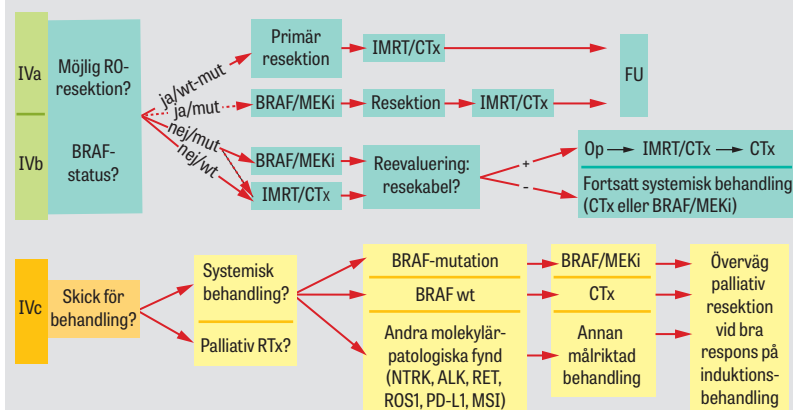 IVa
IVb
Möjlig R0-
resektion?
BRAF-
status?
ja/wt-mut
ja/mut
nej/mut
nej/wt
Primär
resektion
IMRT/CTx
FU
BRAF/MEKi
Resektion
IMRT/CTx
BRAF/MEKi
IMRT/CTx
Reevaluering:
resekabel?
+
-
Op → IMRT/CTx → CTx
Fortsatt systemisk behandling
(CTx eller BRAF/MEKi)
IVc
Skick för
behandling?
Systemisk
behandling?
Palliativ RTx?
BRAF-mutation
BRAF wt
Andra molekylär-
patologiska fynd
(NTRK, ALK, RET,
ROS1, PD-L1, MSI)
BRAF/MEKi
CTx
Annan
målriktad
behandling
Överväg
palliativ
resektion
vid bra
respons på
induktions-
behandling